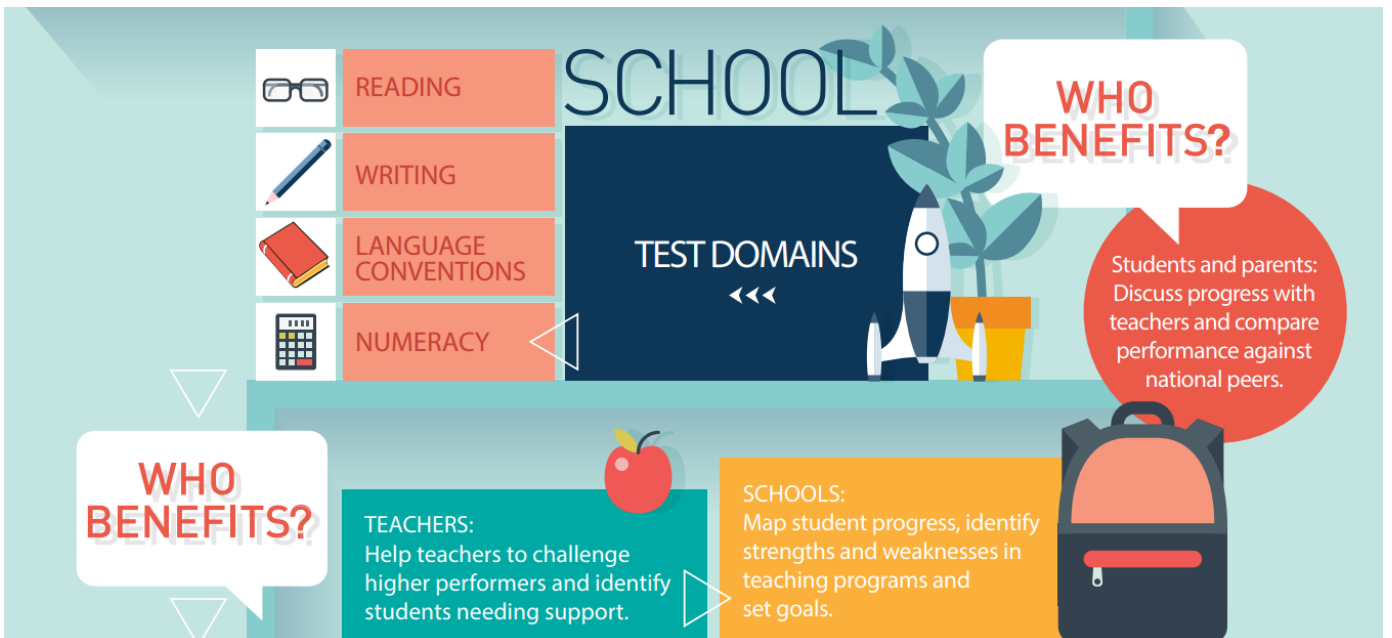 SCHOOL
READING
WRITING
LANGUAGE
CONVENTIONS
NUMERACY
TEST DOMAINS
WHO
BENEFITS?
Students and parents:
Discuss progress with
teachers and compare
performance against
national peers.
WHO
BENEFITS?
TEACHERS:
Help teachers to challenge
higher performers and identify
students needing support.
SCHOOLS:
Map student progress, identify
strengths and weaknesses in
teaching programs and
set goals.